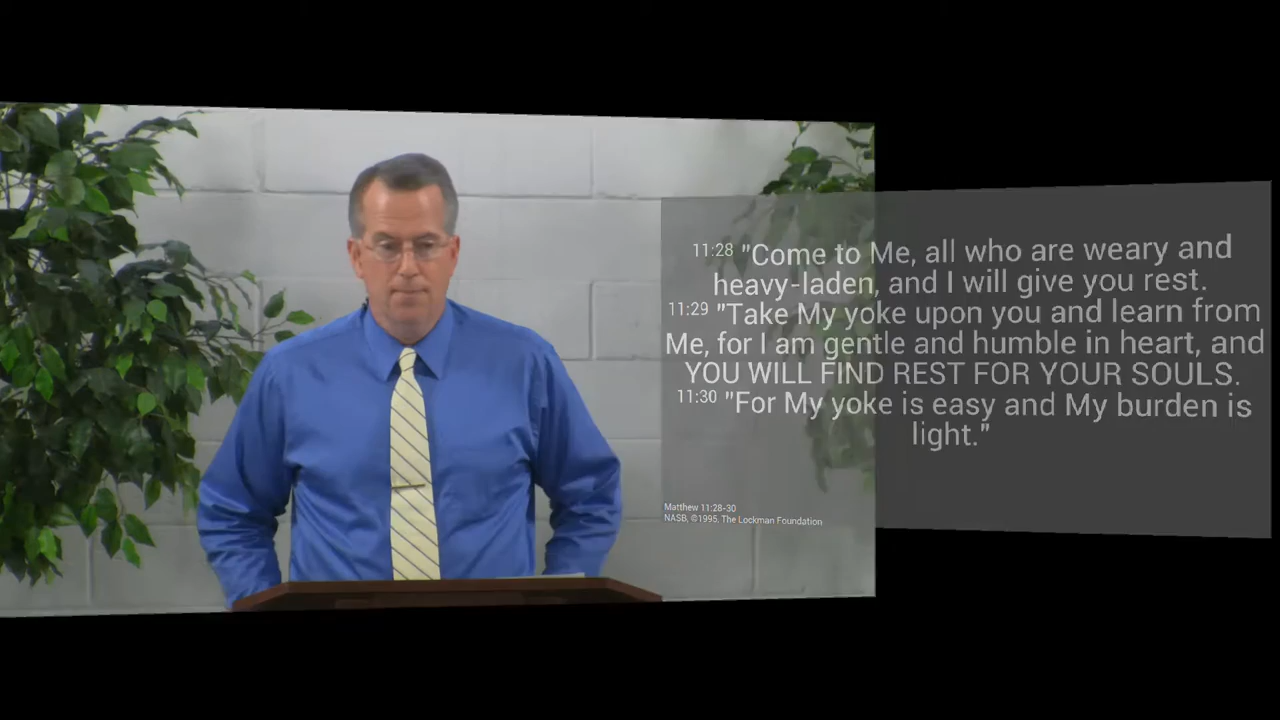 11:28 "Come to Me, all who are weary and
heavy-laden, and I will give you rest.
11:29 "Take My yoke upon you and learn from
Me, for I am gentle and humble in heart, and
YOU WILL FIND REST FOR YOUR SOULS.
11:30 "For My yoke is easy and My burden is
light."
Matthew 11:28-30
NASB, ©1995, The Lockman Foundation